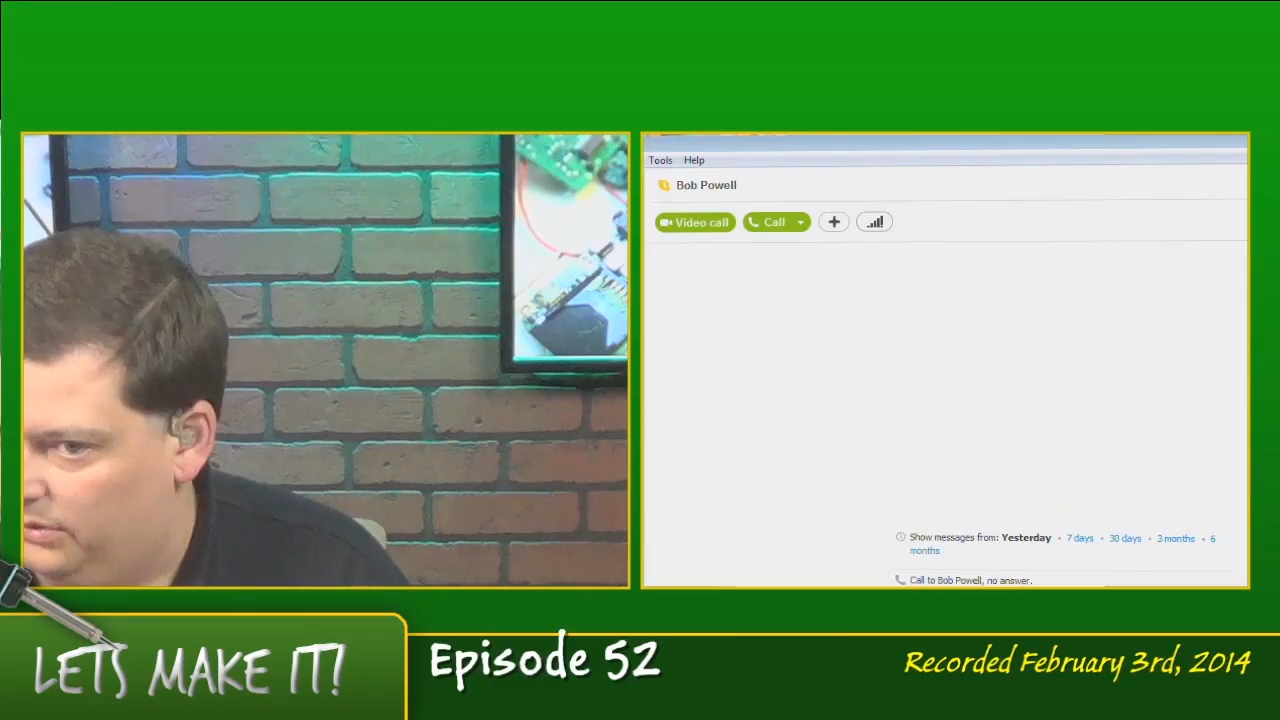 Tools Help
Bob Powell
Video call Call
Show messages from: Yesterday • 7 days • 30 days • 3 months • 6
months
Call to Bob Powell, no answer.
LETS MAKE IT!
Episode 52
Recorded February 3rd, 2014